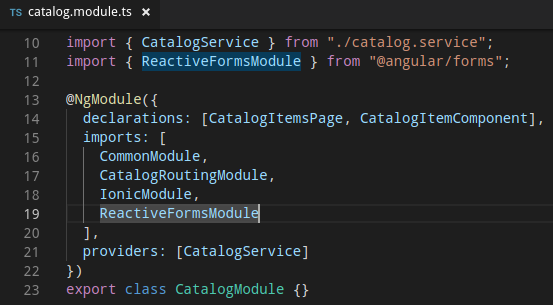 TS catalog.module.ts ×
10 import { CatalogService } from "./catalog.service";
11 import { ReactiveFormsModule } from "@angular/forms";
12
13 @NgModule({
14   declarations: [CatalogItemsPage, CatalogItemComponent],
15   imports: [
16     CommonModule,
17     CatalogRoutingModule,
18     IonicModule,
19     ReactiveFormsModule
20   ],
21   providers: [CatalogService]
22 })
23 export class CatalogModule {}